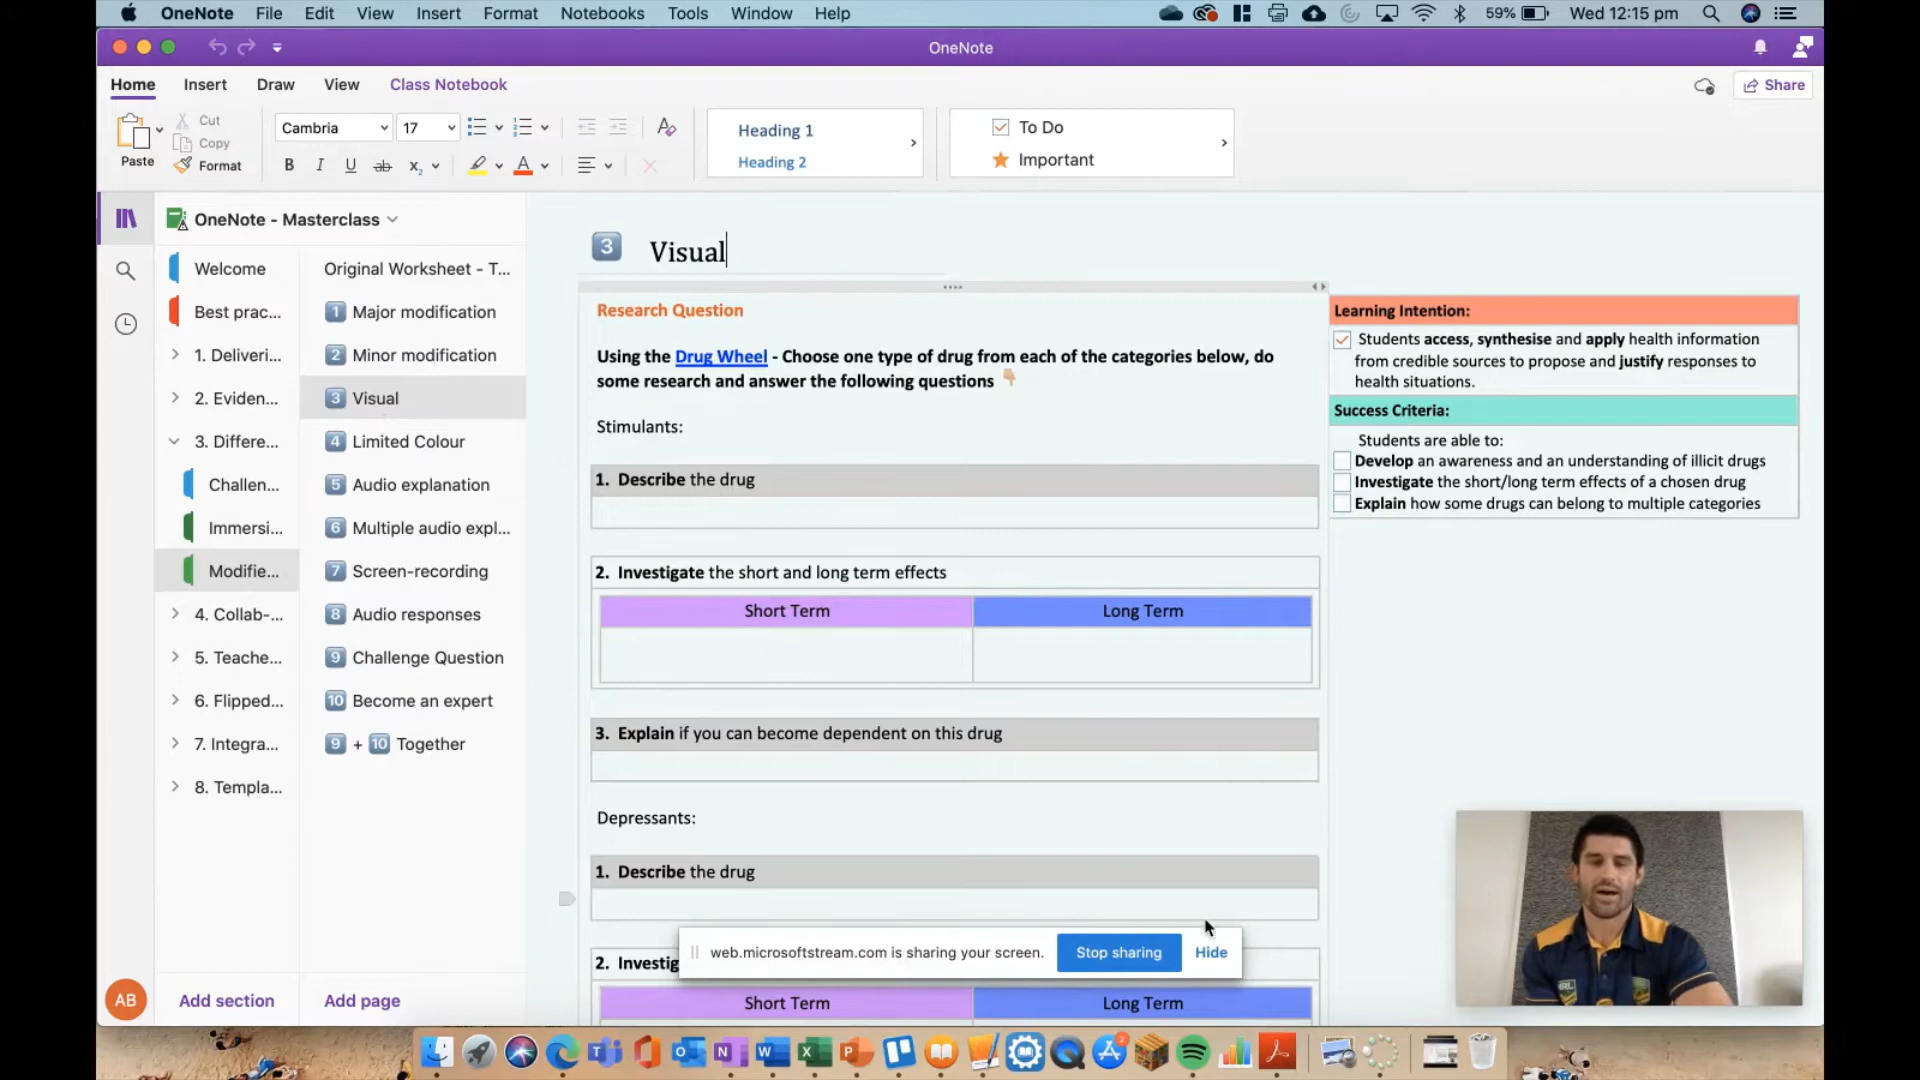 OneNote File Edit View Insert Format Notebooks Tools Window Help 59% Wed 12:15 pm
OneNote
Home Insert Draw View Class Notebook Share
Paste Cut Copy Format
Cambria 17
B I U ab x₂ A
Heading 1
Heading 2
To Do
Important
OneNote - Masterclass
Welcome
Best prac...
1. Deliveri...
2. Eviden...
3. Differe...
Challen...
Immersi...
Modifie...
4. Collab-...
5. Teache...
6. Flipped...
7. Integra...
8. Templa...
Add section
AB
Original Worksheet - T...
1 Major modification
2 Minor modification
3 Visual
4 Limited Colour
5 Audio explanation
6 Multiple audio expl...
7 Screen-recording
8 Audio responses
9 Challenge Question
10 Become an expert
9 + 10 Together
Add page
3 Visual
Research Question
Using the Drug Wheel - Choose one type of drug from each of the categories below, do
some research and answer the following questions
Stimulants:
1. Describe the drug
2. Investigate the short and long term effects
Short Term Long Term
3. Explain if you can become dependent on this drug
Depressants:
1. Describe the drug
2. Investig
Short Term Long Term
Learning Intention:
Students access, synthesise and apply health information
from credible sources to propose and justify responses to
health situations.
Success Criteria:
Students are able to:
Develop an awareness and an understanding of illicit drugs
Investigate the short/long term effects of a chosen drug
Explain how some drugs can belong to multiple categories
web.microsoftstream.com is sharing your screen. Stop sharing Hide